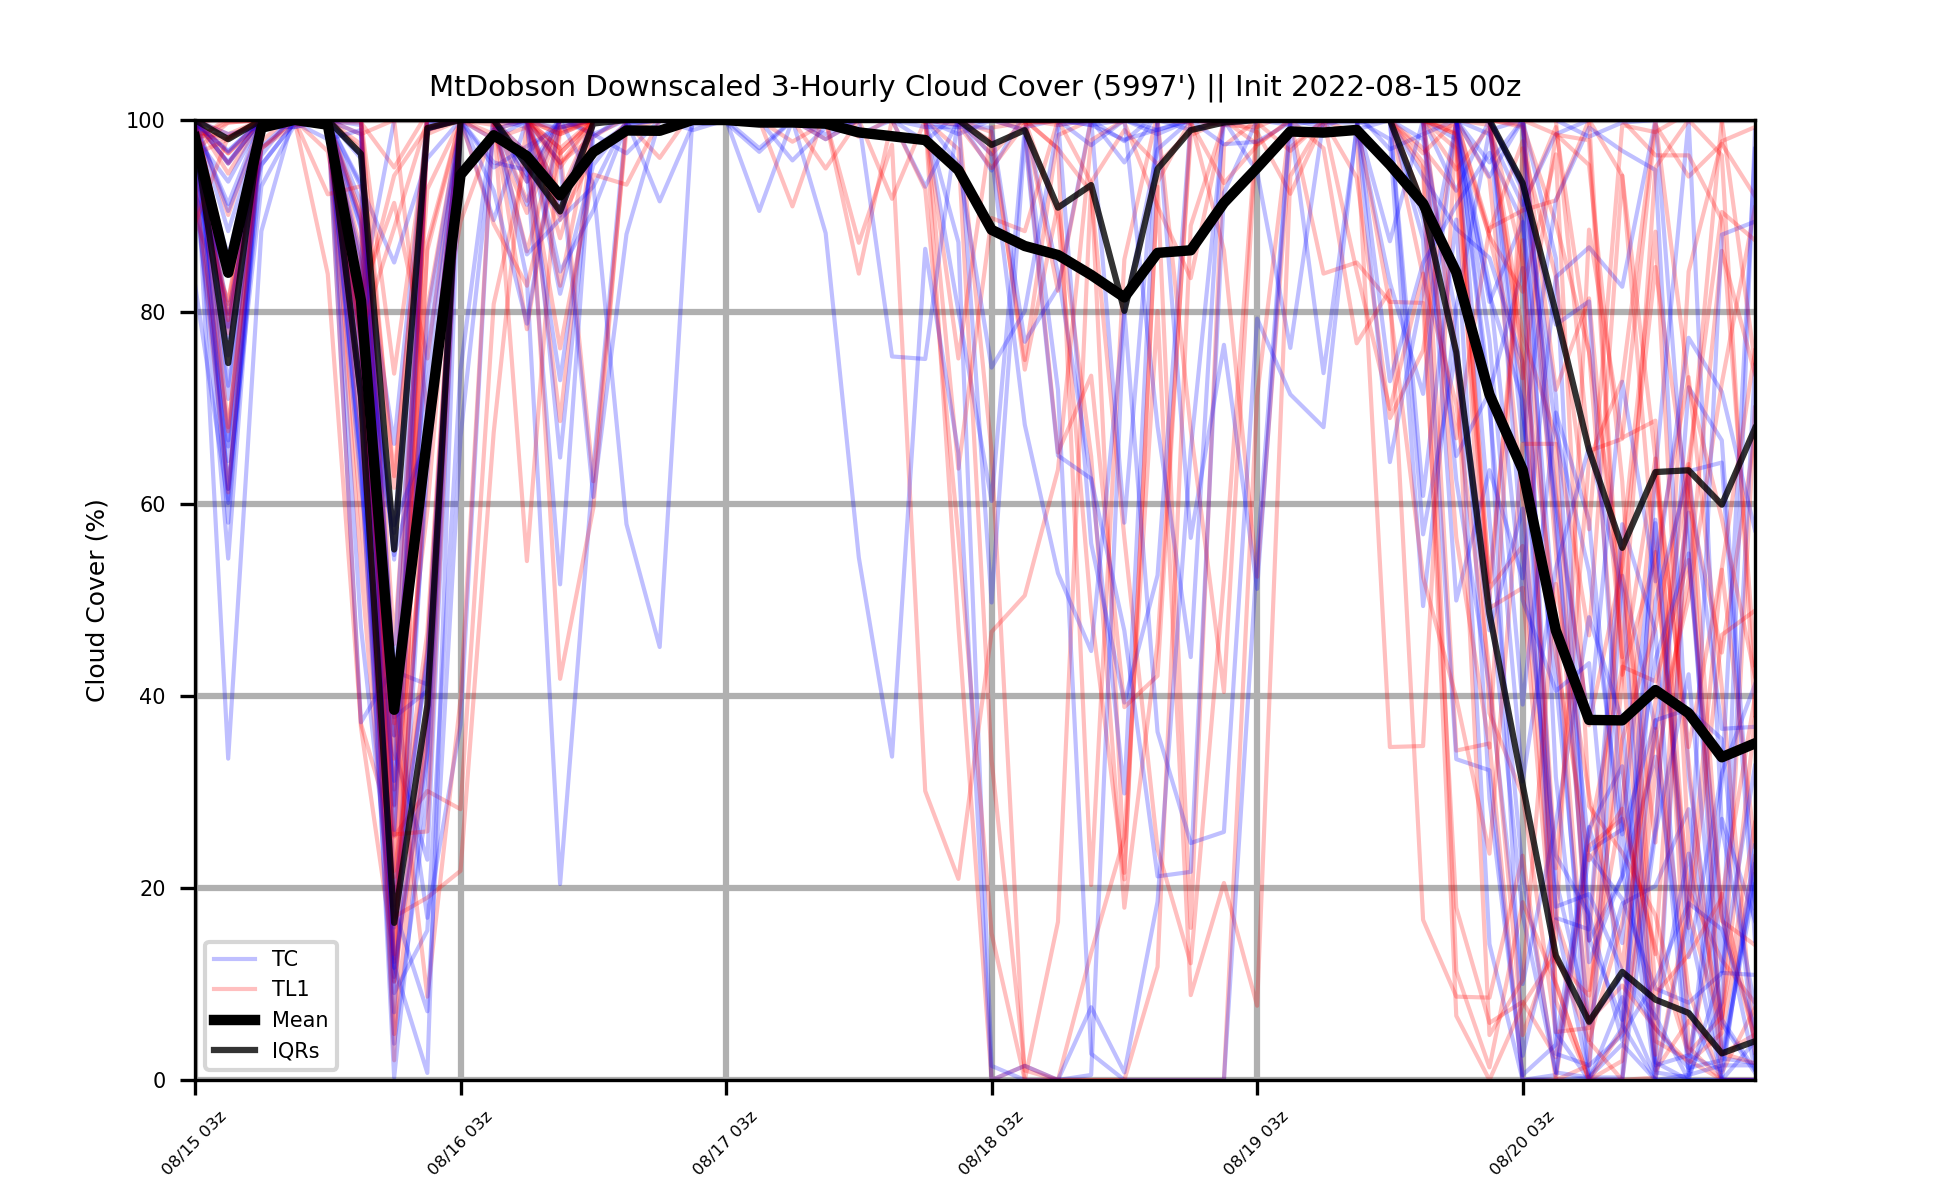 MtDobson Downscaled 3-Hourly Cloud Cover (5997') || Init 2022-08-15 00z
Cloud Cover (%)
100
80
60
40
20
0
TC
TL1
Mean
IQRs
08/15 03z
08/16 03z
08/17 03z
08/18 03z
08/19 03z
08/20 03z